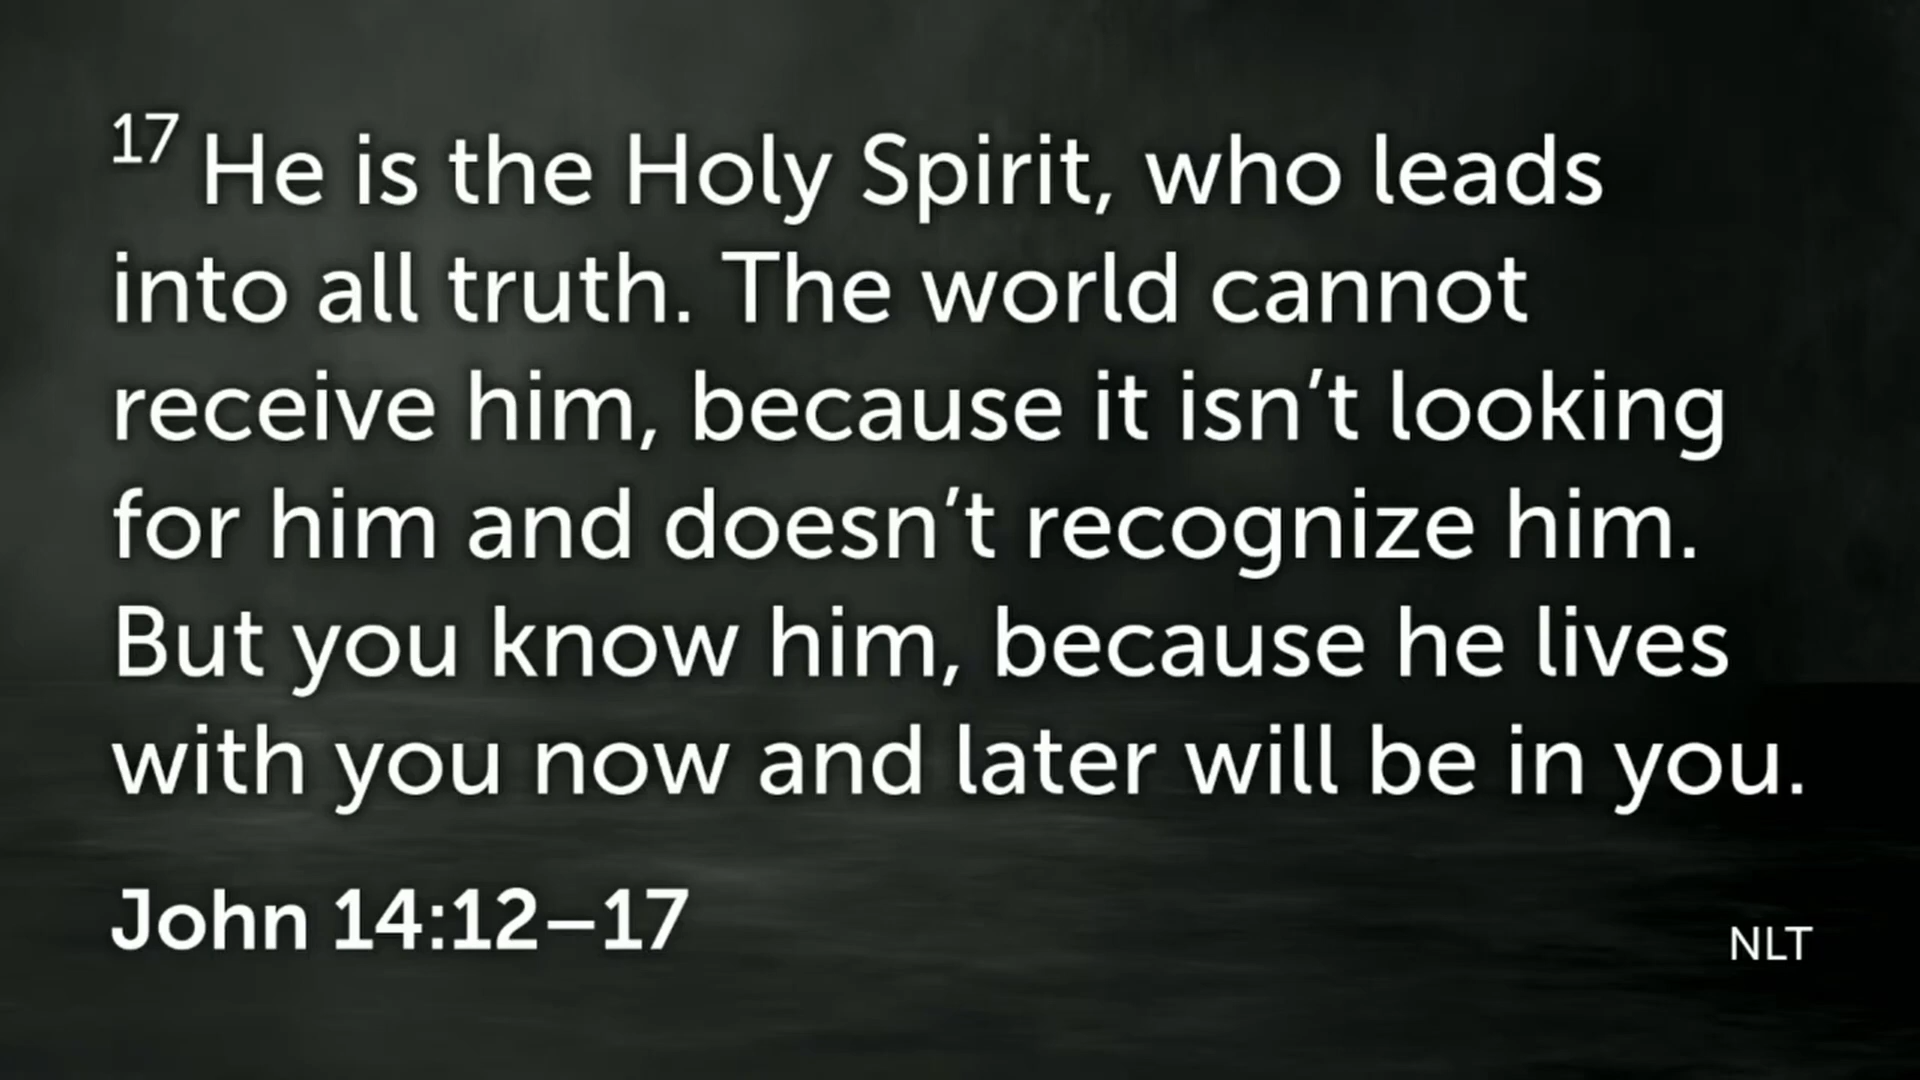 17 He is the Holy Spirit, who leads
into all truth. The world cannot
receive him, because it isn’t looking
for him and doesn’t recognize him.
But you know him, because he lives
with you now and later will be in you.
John 14:12–17
NLT